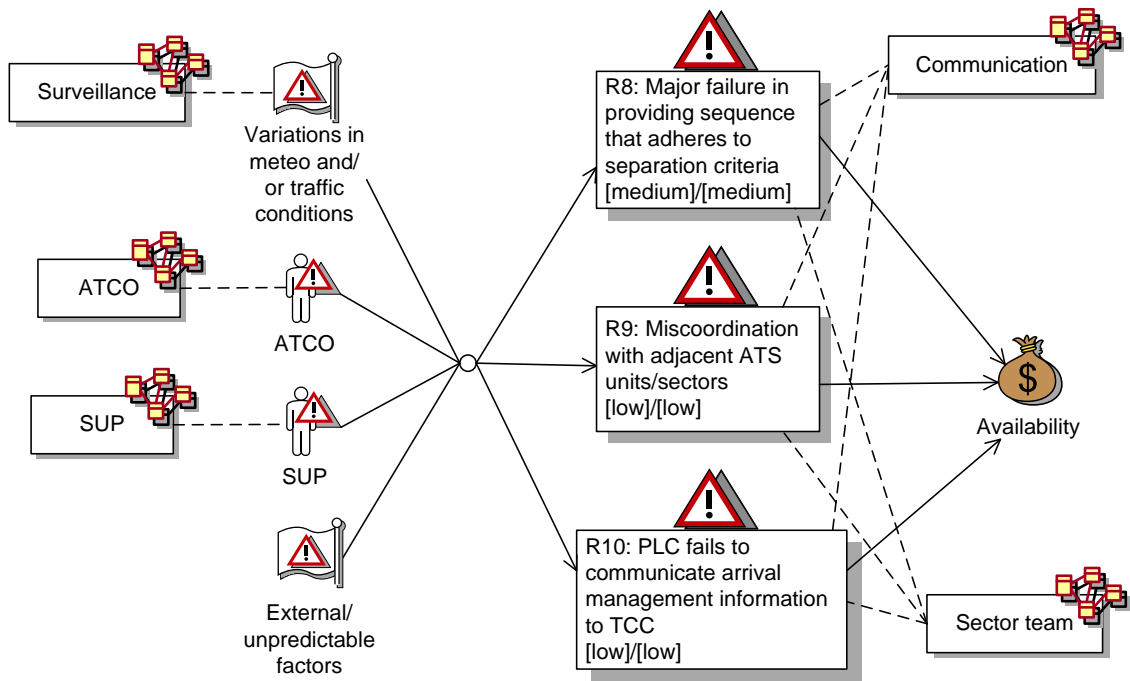 Surveillance
Variations in
meteo and/
or traffic
conditions
ATCO
ATCO
SUP
SUP
External/
unpredictable
factors
R8: Major failure in
providing sequence
that adheres to
separation criteria
[medium]/[medium]
R9: Miscoordination
with adjacent ATS
units/sectors
[low]/[low]
R10: PLC fails to
communicate arrival
management information
to TCC
[low]/[low]
Communication
$
Availability
Sector team